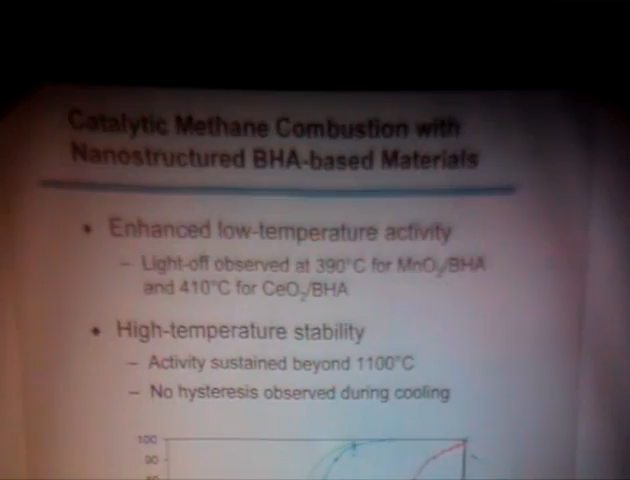 Catalytic Methane Combustion with
Nanostructured BHA-based Materials
• Enhanced low-temperature activity
– Light-off observed at 390°C for MnO₂/BHA
and 410°C for CeO₂/BHA
• High-temperature stability
– Activity sustained beyond 1100°C
– No hysteresis observed during cooling
100
90